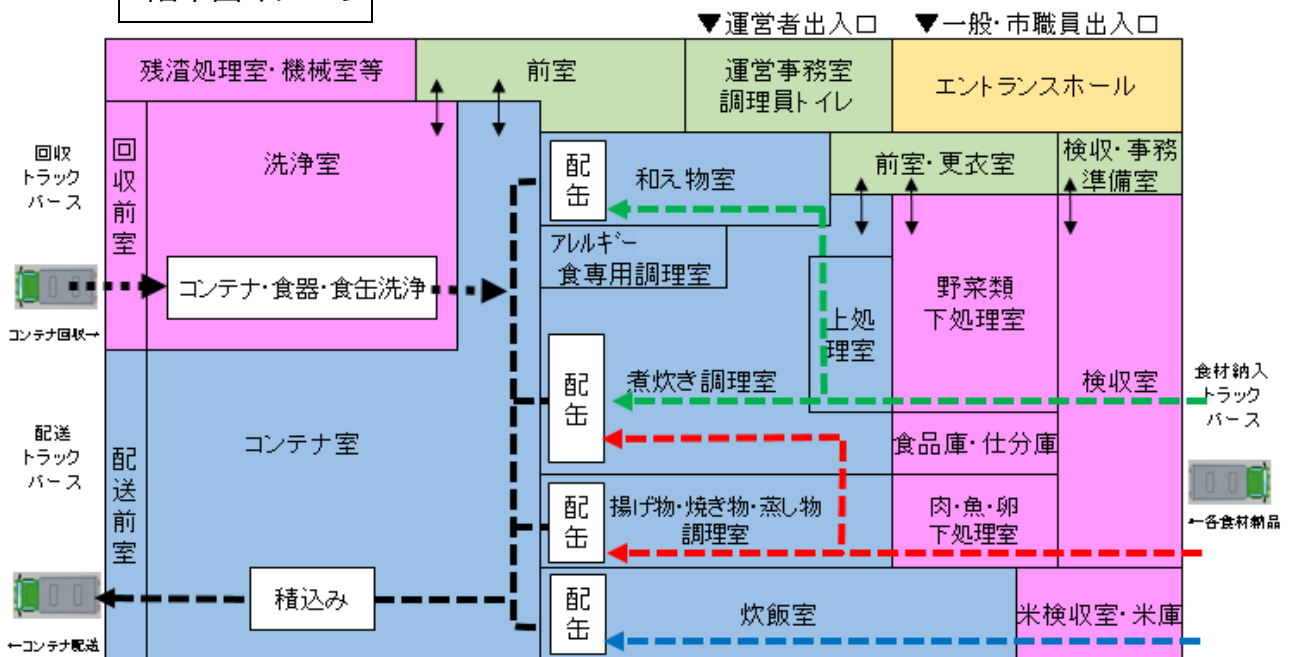 ▼運営者出入口
▼一般・市職員出入口
残渣処理室・機械室等
前室
運営事務室
調理員トイレ
エントランスホール
回収
トラック
バース
回収前室
洗浄室
配缶
和え物室
前室・更衣室
検収・事務
準備室
アレルギー
食専用調理室
コンテナ・食器・食缶洗浄
コンテナ回収→
上処
理室
野菜類
下処理室
配缶
煮炊き調理室
検収室
食材納入
トラック
バース
配送
トラック
バース
配送前室
コンテナ室
食品庫・仕分庫
配缶
揚げ物・焼き物・蒸し物
調理室
肉・魚・卵
下処理室
←各食材納品
積込み
配缶
炊飯室
米検収室・米庫
←コンテナ配送